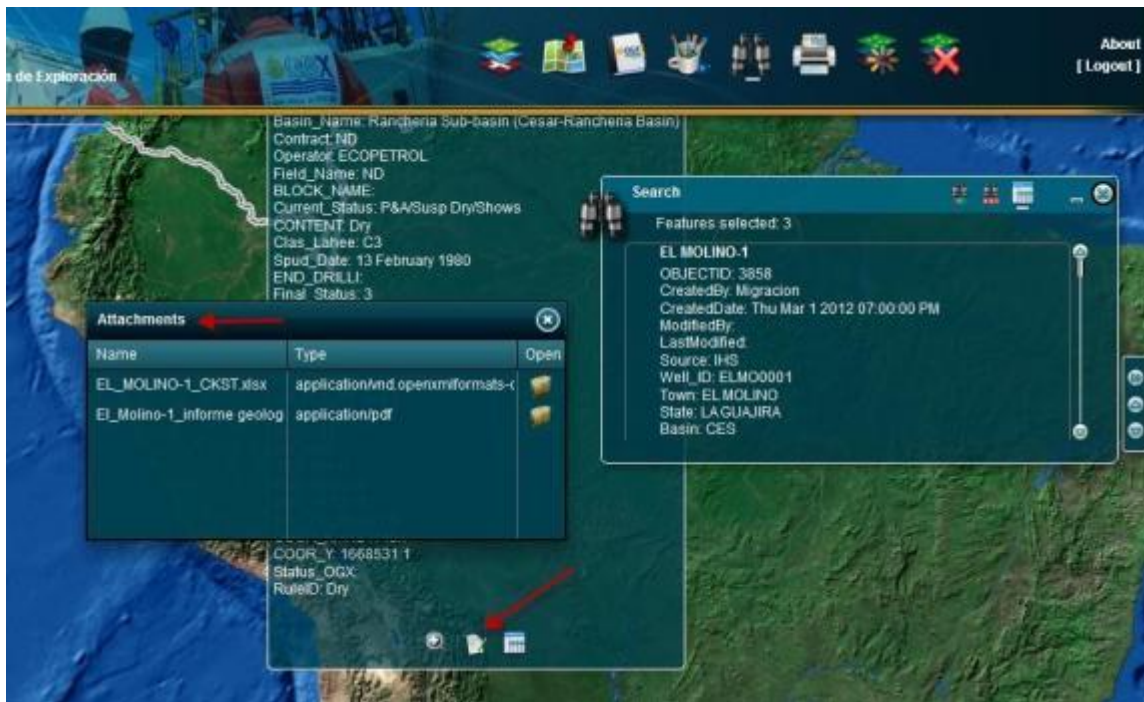 a de Exploración
OGX
About
[ Logout ]
Basin_Name: Rancheria Sub-basin (Cesar-Rancheria Basin)
Contract: ND
Operator: ECOPETROL
Field_Name: ND
BLOCK_NAME:
Current_Status: P&A/Susp Dry/Shows
CONTENT: Dry
Clas_Lahee: C3
Spud_Date: 13 February 1980
END_DRILLI:
Final_Status: 3
Attachments
Name Type Open
EL_MOLINO-1_CKST.xlsx application/vnd.openxmlformats-c
El_Molino-1_informe geolog application/pdf
COOR_Y: 1668531.1
Status_OGX:
RuleID: Dry
Search
Features selected: 3
EL MOLINO-1
OBJECTID: 3858
CreatedBy: Migracion
CreatedDate: Thu Mar 1 2012 07:00:00 PM
ModifiedBy:
LastModified:
Source: IHS
Well_ID: ELMO0001
Town: EL MOLINO
State: LA GUAJIRA
Basin: CES